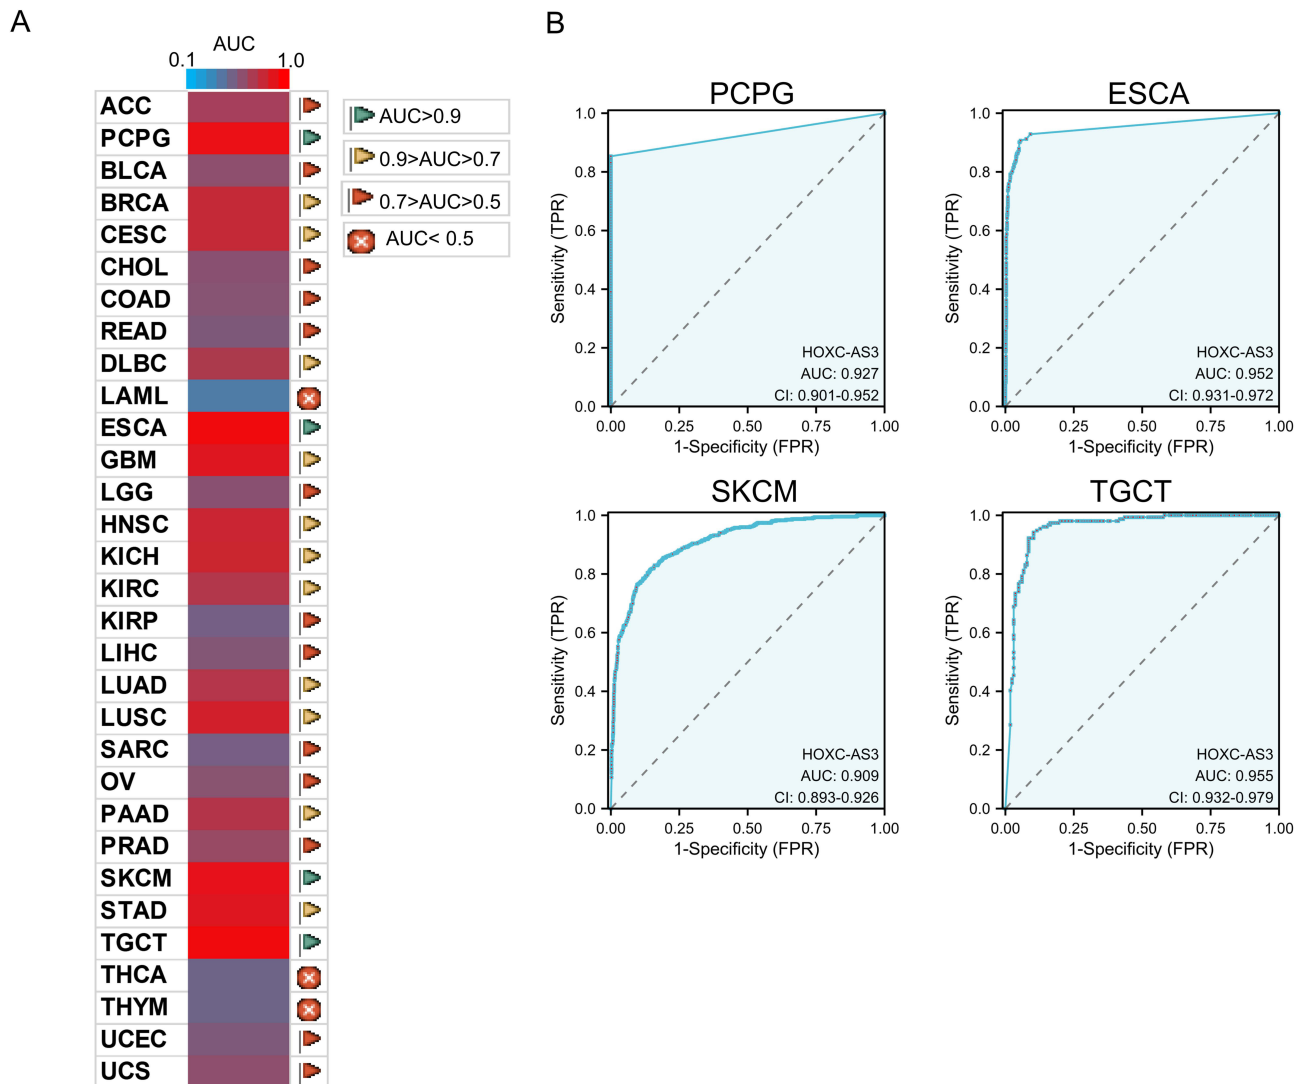 A
AUC
0.1 1.0
ACC
PCPG
BLCA
BRCA
CESC
CHOL
COAD
READ
DLBC
LAML
ESCA
GBM
LGG
HNSC
KICH
KIRC
KIRP
LIHC
LUAD
LUSC
SARC
OV
PAAD
PRAD
SKCM
STAD
TGCT
THCA
THYM
UCEC
UCS
AUC>0.9
0.9>AUC>0.7
0.7>AUC>0.5
AUC< 0.5
B
PCPG
Sensitivity (TPR)
1.0
0.8
0.6
0.4
0.2
0.0
HOXC-AS3
AUC: 0.927
CI: 0.901-0.952
0.00 0.25 0.50 0.75 1.00
1-Specificity (FPR)
ESCA
Sensitivity (TPR)
1.0
0.8
0.6
0.4
0.2
0.0
HOXC-AS3
AUC: 0.952
CI: 0.931-0.972
0.00 0.25 0.50 0.75 1.00
1-Specificity (FPR)
SKCM
Sensitivity (TPR)
1.0
0.8
0.6
0.4
0.2
0.0
HOXC-AS3
AUC: 0.909
CI: 0.893-0.926
0.00 0.25 0.50 0.75 1.00
1-Specificity (FPR)
TGCT
Sensitivity (TPR)
1.0
0.8
0.6
0.4
0.2
0.0
HOXC-AS3
AUC: 0.955
CI: 0.932-0.979
0.00 0.25 0.50 0.75 1.00
1-Specificity (FPR)